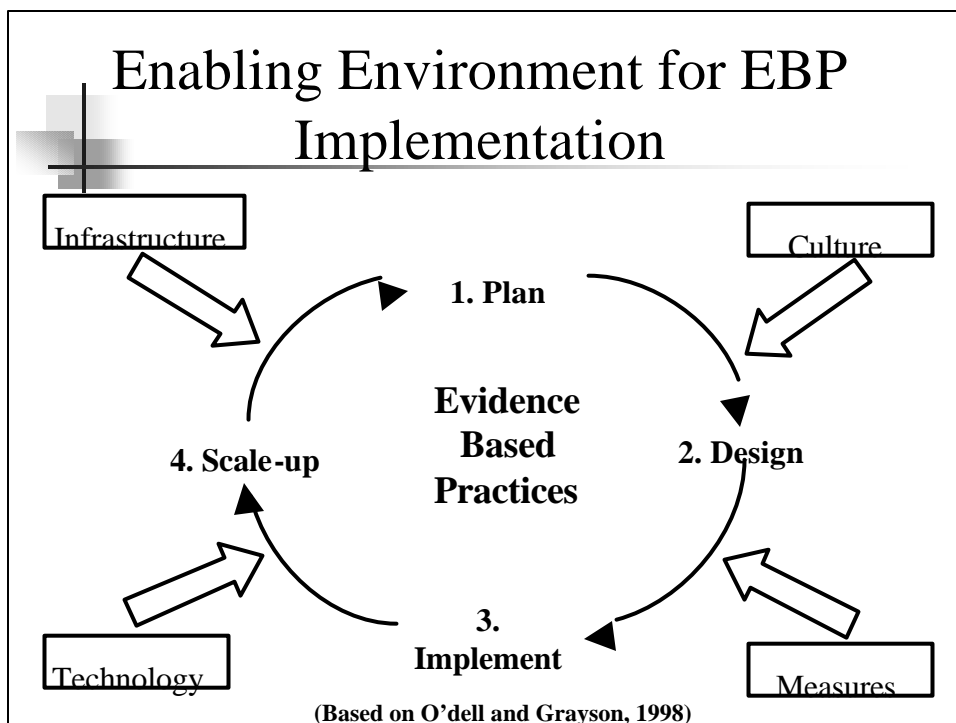 Enabling Environment for EBP
Implementation
Infrastructure
Culture
1. Plan
Evidence
Based
Practices
4. Scale-up
2. Design
3.
Implement
Technology
Measures
(Based on O’dell and Grayson, 1998)